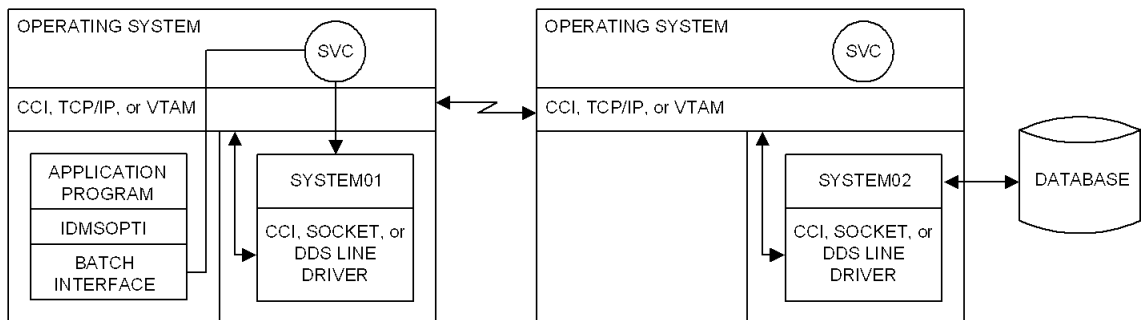 OPERATING SYSTEM
SVC
CCI, TCP/IP, or VTAM
APPLICATION
PROGRAM
IDMSOPTI
BATCH
INTERFACE
SYSTEM01
CCI, SOCKET, or
DDS LINE
DRIVER
OPERATING SYSTEM
SVC
CCI, TCP/IP, or VTAM
SYSTEM02
CCI, SOCKET, or
DDS LINE
DRIVER
DATABASE